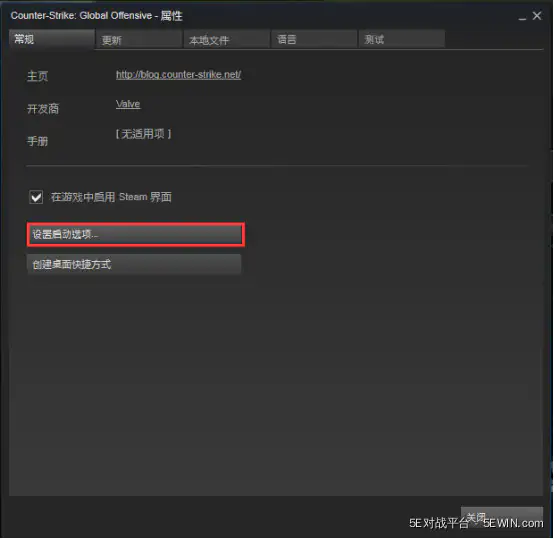 Counter-Strike: Global Offensive - 属性
常规 更新 本地文件 语言 测试
主页 http://blog.counter-strike.net/
开发商 Valve
手册 [ 无适用项 ]
在游戏中启用 Steam 界面
设置启动选项...
创建桌面快捷方式
关闭
5E对战平台 · 5EWIN.com